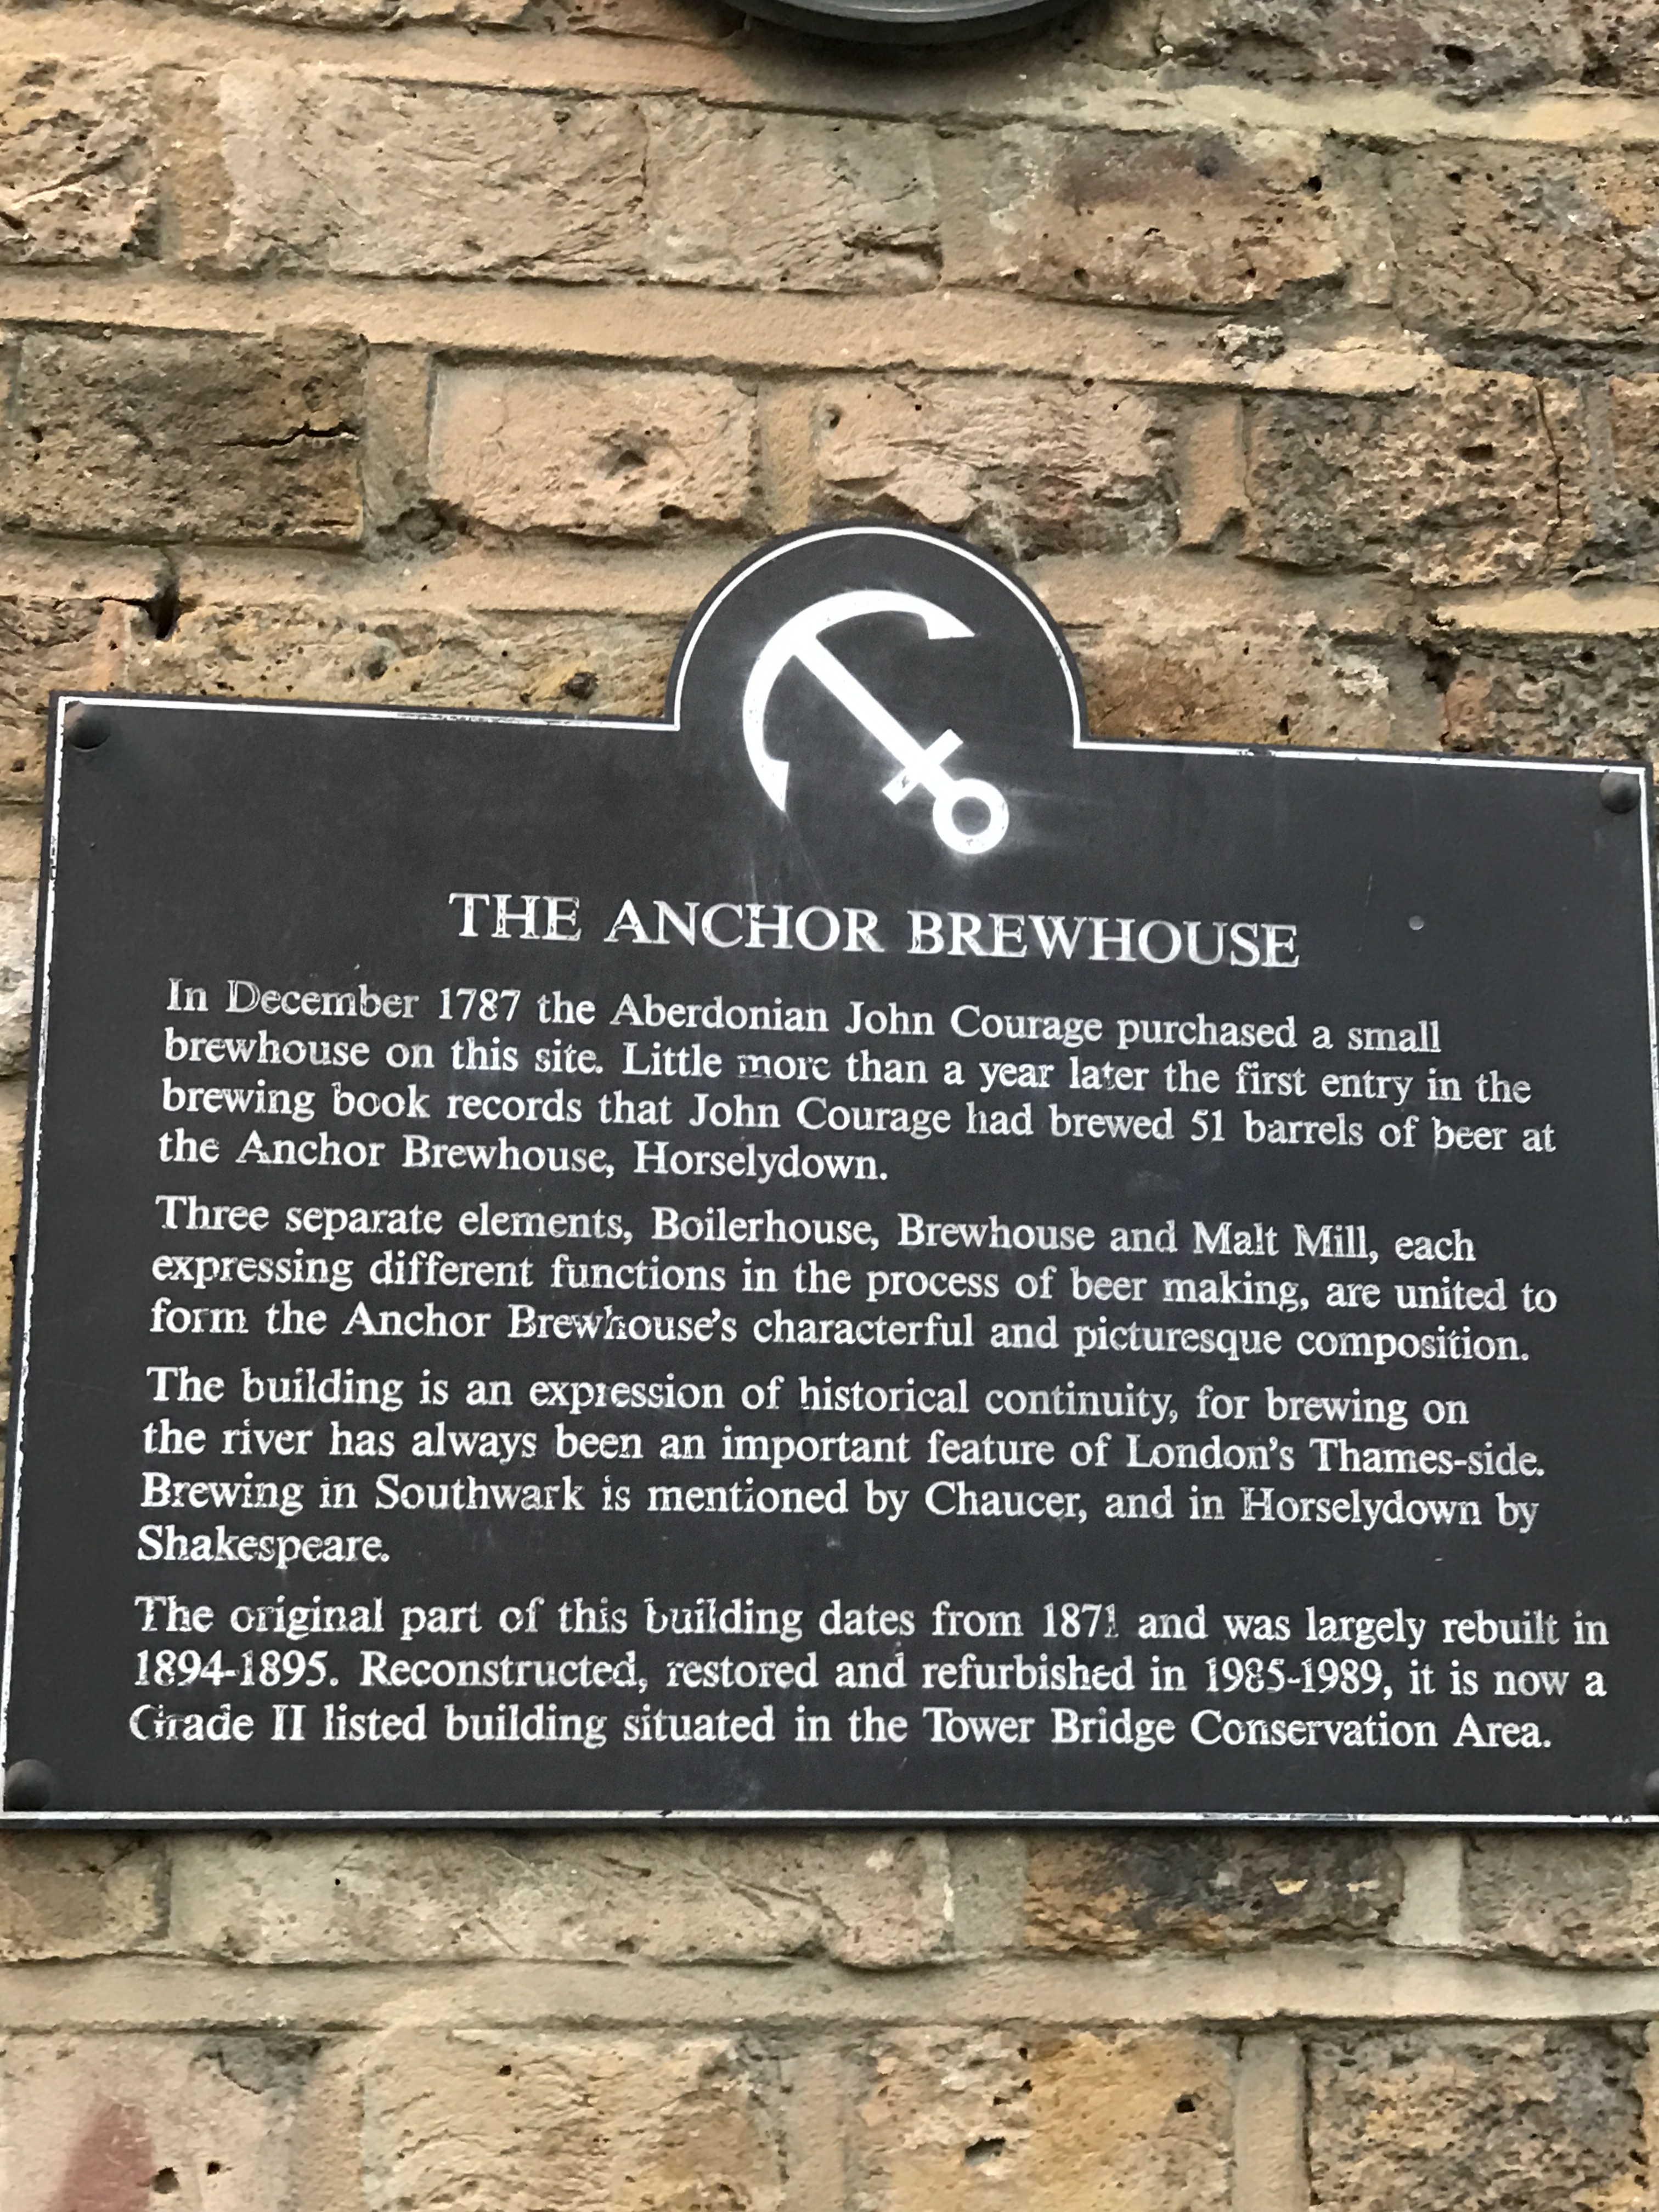 THE ANCHOR BREWHOUSE
In December 1787 the Aberdonian John Courage purchased a small
brewhouse on this site. Little more than a year later the first entry in the
brewing book records that John Courage had brewed 51 barrels of beer at
the Anchor Brewhouse, Horselydown.
Three separate elements, Boilerhouse, Brewhouse and Malt Mill, each
expressing different functions in the process of beer making, are united to
form the Anchor Brewhouse's characterful and picturesque composition.
The building is an expression of historical continuity, for brewing on
the river has always been an important feature of London's Thames-side.
Brewing in Southwark is mentioned by Chaucer, and in Horselydown by
Shakespeare.
The original part of this building dates from 1871 and was largely rebuilt in
1894-1895. Reconstructed, restored and refurbished in 1985-1989, it is now a
Grade II listed building situated in the Tower Bridge Conservation Area.